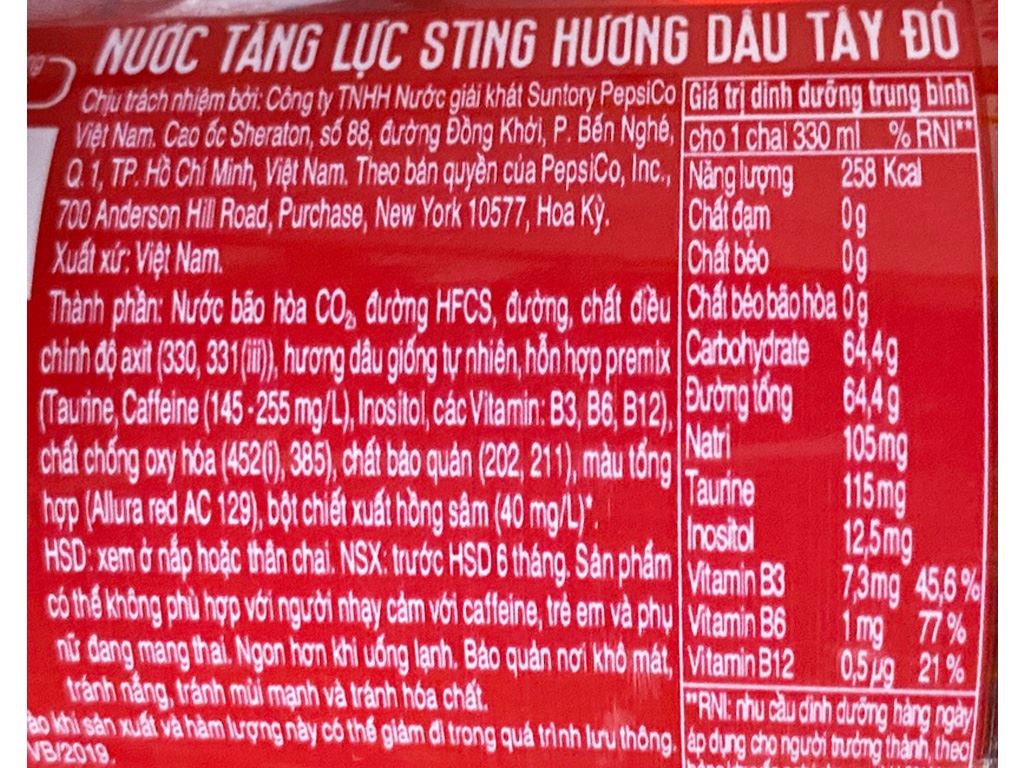 NƯỚC TĂNG LỰC STING HƯƠNG DÂU TÂY ĐỎ
Chịu trách nhiệm bởi: Công ty TNHH Nước giải khát Suntory PepsiCo
Việt Nam. Cao ốc Sheraton, số 88, đường Đồng Khởi, P. Bến Nghé,
Q. 1, TP. Hồ Chí Minh, Việt Nam. Theo bản quyền của PepsiCo, Inc.,
700 Anderson Hill Road, Purchase, New York 10577, Hoa Kỳ.
Xuất xứ: Việt Nam.
Thành phần: Nước bão hòa CO₂, đường HFCS, đường, chất điều
chỉnh độ axit (330, 331(iii)), hương dâu giống tự nhiên, hỗn hợp premix
(Taurine, Caffeine (145 -255 mg/L), Inositol, các Vitamin: B3, B6, B12),
chất chống oxy hóa (452(i), 385), chất bảo quản (202, 211), màu tổng
hợp (Allura red AC 129), bột chiết xuất hồng sâm (40 mg/L)*.
HSD: xem ở nắp hoặc thân chai. NSX: trước HSD 6 tháng. Sản phẩm
có thể không phù hợp với người nhạy cảm với caffeine, trẻ em và phụ
nữ đang mang thai. Ngon hơn khi uống lạnh. Bảo quản nơi khô mát,
tránh nắng, tránh mùi mạnh và tránh hóa chất.
khi sản xuất và hàm lượng này có thể giảm đi trong quá trình lưu thông.
VB/2019.
Giá trị dinh dưỡng trung bình
cho 1 chai 330 ml % RNI**
Năng lượng 258 Kcal
Chất đạm 0g
Chất béo 0g
Chất béo bão hòa 0g
Carbohydrate 64,4g
Đường tổng 64,4g
Natri 105mg
Taurine 115mg
Inositol 12,5mg
Vitamin B3 7,3mg 45,6%
Vitamin B6 1mg 77%
Vitamin B12 0,5µg 21%
**RNI: nhu cầu dinh dưỡng hàng ngày
áp dụng cho người trưởng thành, theo